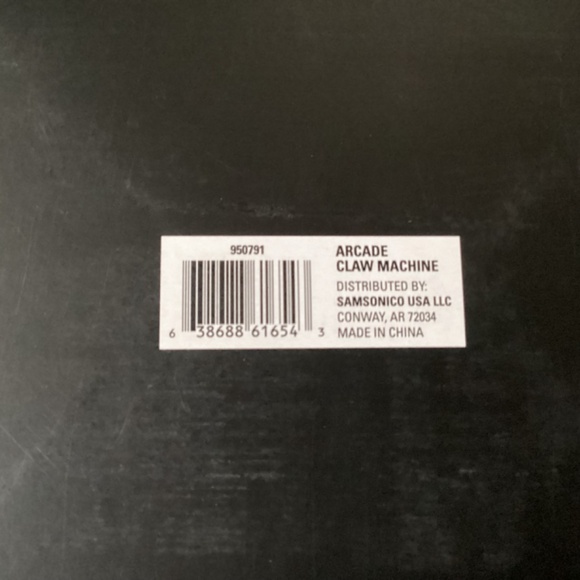 950791
6 38688 61654 3
ARCADE
CLAW MACHINE
DISTRIBUTED BY:
SAMSONICO USA LLC
CONWAY, AR 72034
MADE IN CHINA